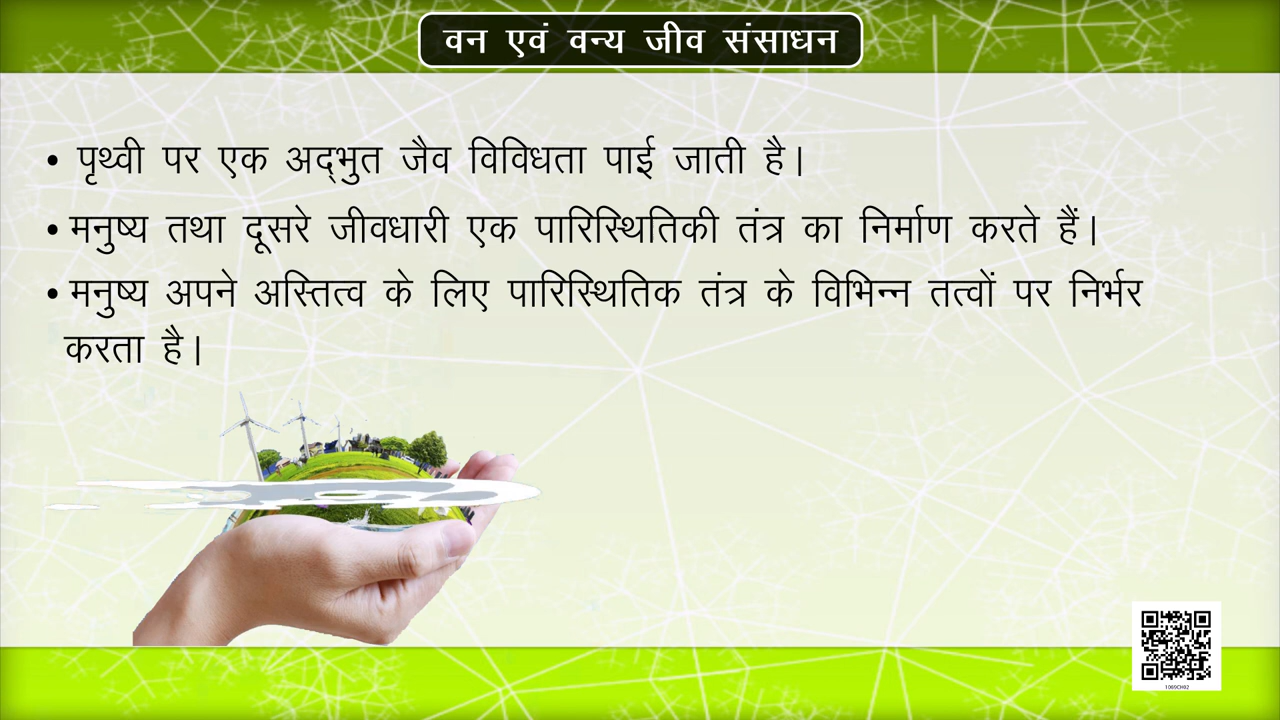 वन एवं वन्य जीव संसाधन
• पृथ्वी पर एक अद्‌भुत जैव विविधता पाई जाती है।
• मनुष्य तथा दूसरे जीवधारी एक पारिस्थितिकी तंत्र का निर्माण करते हैं।
• मनुष्य अपने अस्तित्व के लिए पारिस्थितिक तंत्र के विभिन्न तत्वों पर निर्भर
करता है।
1069CH02